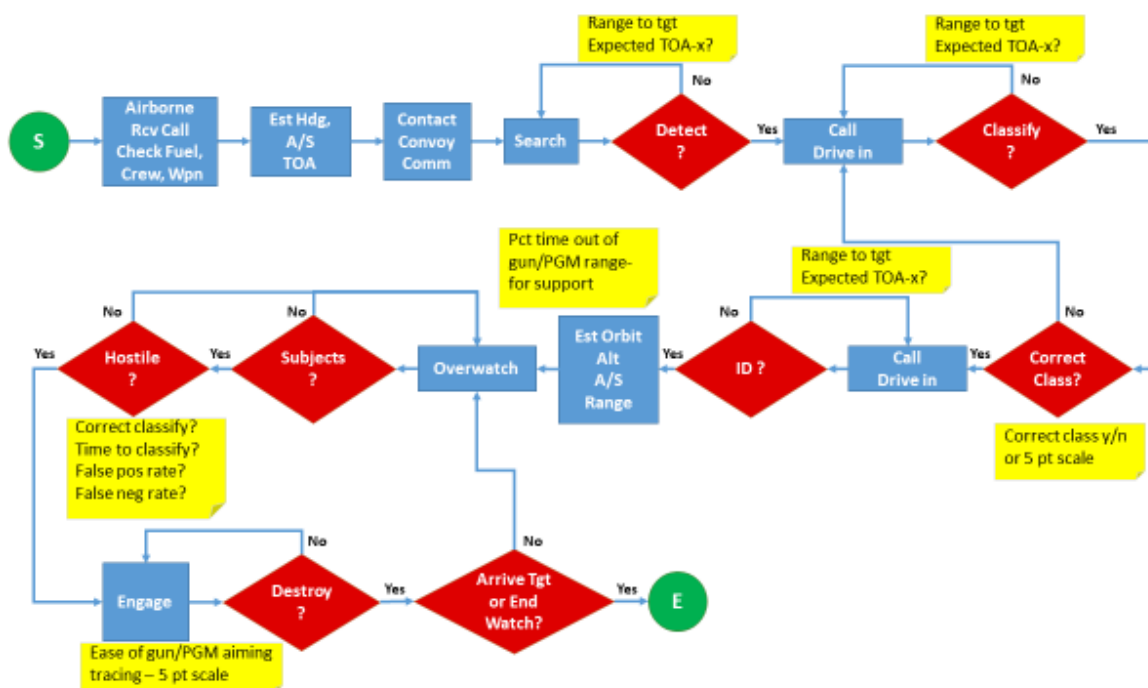 Range to tgt
Expected TOA-x?
Range to tgt
Expected TOA-x?
No
No
S
Airborne
Rcv Call
Check Fuel,
Crew, Wpn
Est Hdg,
A/S
TOA
Contact
Convoy
Comm
Search
Detect
?
Yes
Call
Drive in
Classify
?
Yes
Pct time out of
gun/PGM range-
for support
Range to tgt
Expected TOA-x?
No
No
No
No
Yes
Hostile
?
Yes
Subjects
?
Overwatch
Est Orbit
Alt
A/S
Range
Yes
ID ?
Call
Drive in
Yes
Correct
Class?
Correct classify?
Time to classify?
False pos rate?
False neg rate?
Correct class y/n
or 5 pt scale
No
No
Engage
Destroy
?
Yes
Arrive Tgt
or End
Watch?
Yes
E
Ease of gun/PGM aiming
tracing – 5 pt scale